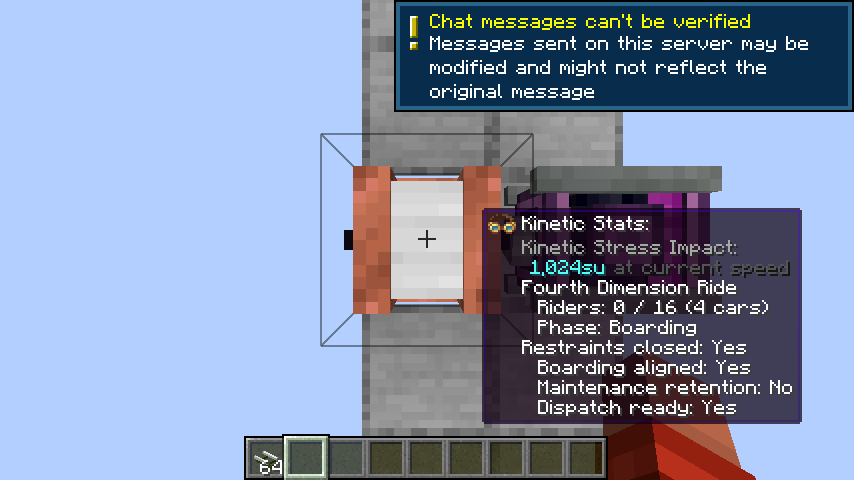 Chat messages can't be verified
Messages sent on this server may be
modified and might not reflect the
original message
Kinetic Stats:
Kinetic Stress Impact:
1,024su at current speed
Fourth Dimension Ride
Riders: 0 / 16 (4 cars)
Phase: Boarding
Restraints closed: Yes
Boarding aligned: Yes
Maintenance retention: No
Dispatch ready: Yes
64